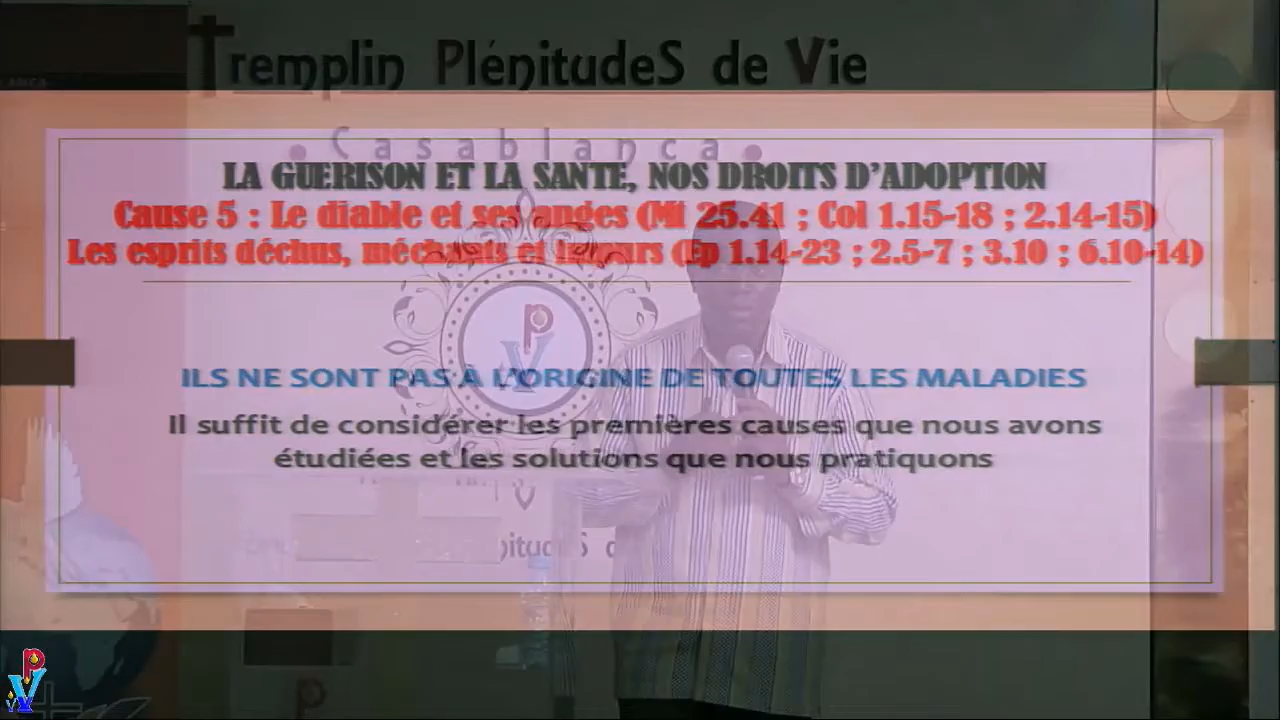 Tremplin PlénitudeS de Vie
• Casablanca •
LA GUERISON ET LA SANTE, NOS DROITS D'ADOPTION
Cause 5 : Le diable et ses anges (Mt 25.41 ; Col 1.15-18 ; 2.14-15)
Les esprits déchus, méchants et (Ep 1.14-23 ; 2.5-7 ; 3.10 ; 6.10-14)
ILS NE SONT PAS À L'ORIGINE DE TOUTES LES MALADIES
Il suffit de considérer les premières causes que nous avons
étudiées et les solutions que nous pratiquons
PV